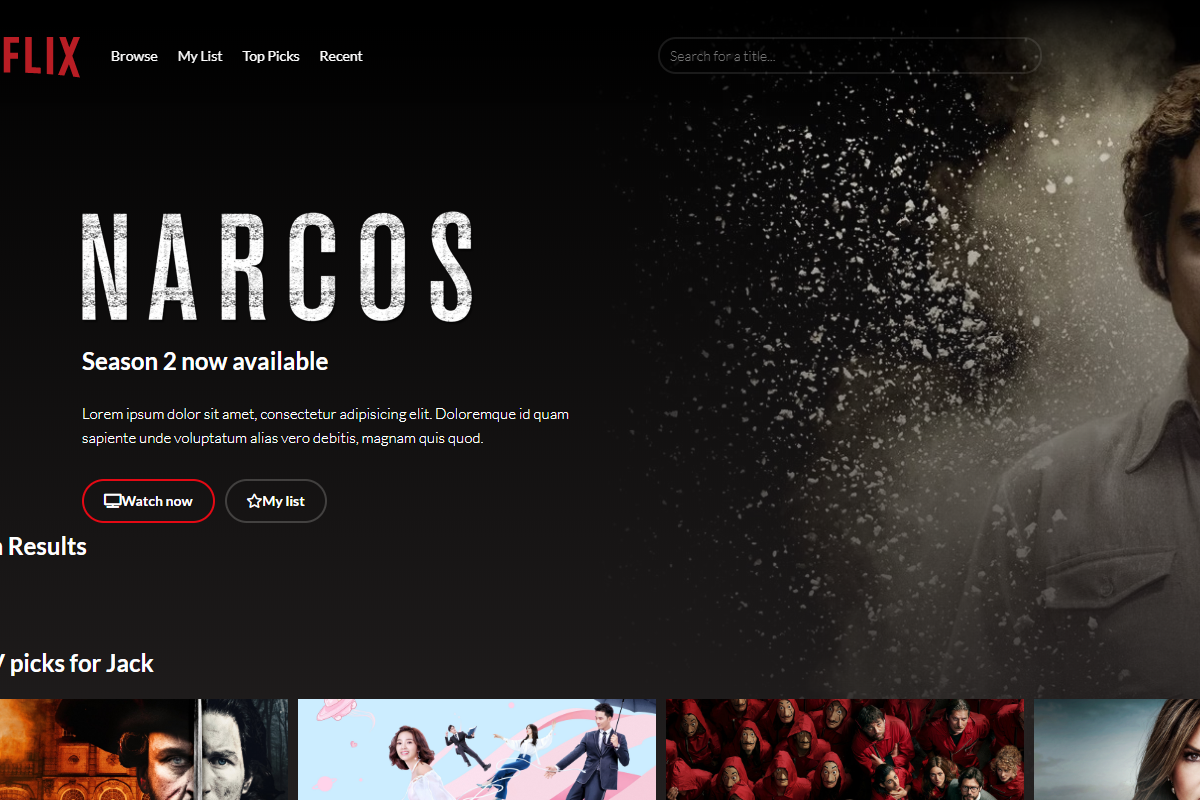 FLIX
Browse My List Top Picks Recent
Search for a title...
NARCOS
Season 2 now available
Lorem ipsum dolor sit amet, consectetur adipisicing elit. Doloremque id quam
sapiente unde voluptatum alias vero debitis, magnam quis quod.
Watch now My list
Results
picks for Jack